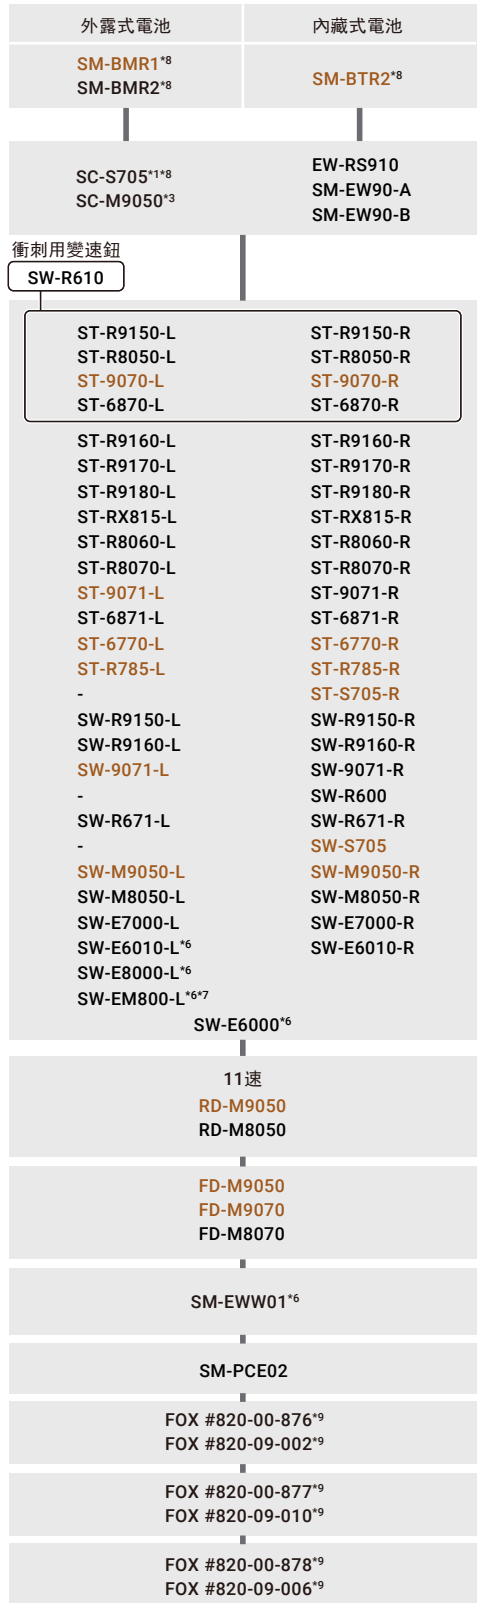 外露式電池 內藏式電池
SM-BMR1*8
SM-BMR2*8
SM-BTR2*8
SC-S705*1*8
SC-M9050*3
EW-RS910
SM-EW90-A
SM-EW90-B
衝刺用變速鈕
SW-R610
ST-R9150-L ST-R9150-R
ST-R8050-L ST-R8050-R
ST-9070-L ST-9070-R
ST-6870-L ST-6870-R
ST-R9160-L ST-R9160-R
ST-R9170-L ST-R9170-R
ST-R9180-L ST-R9180-R
ST-RX815-L ST-RX815-R
ST-R8060-L ST-R8060-R
ST-R8070-L ST-R8070-R
ST-9071-L ST-9071-R
ST-6871-L ST-6871-R
ST-6770-L ST-6770-R
ST-R785-L ST-R785-R
- ST-S705-R
SW-R9150-L SW-R9150-R
SW-R9160-L SW-R9160-R
SW-9071-L SW-9071-R
- SW-R600
SW-R671-L SW-R671-R
- SW-S705
SW-M9050-L SW-M9050-R
SW-M8050-L SW-M8050-R
SW-E7000-L SW-E7000-R
SW-E6010-L*6 SW-E6010-R
SW-E8000-L*6
SW-EM800-L*6*7
SW-E6000*6
11速
RD-M9050
RD-M8050
FD-M9050
FD-M9070
FD-M8070
SM-EWW01*6
SM-PCE02
FOX #820-00-876*9
FOX #820-09-002*9
FOX #820-00-877*9
FOX #820-09-010*9
FOX #820-00-878*9
FOX #820-09-006*9